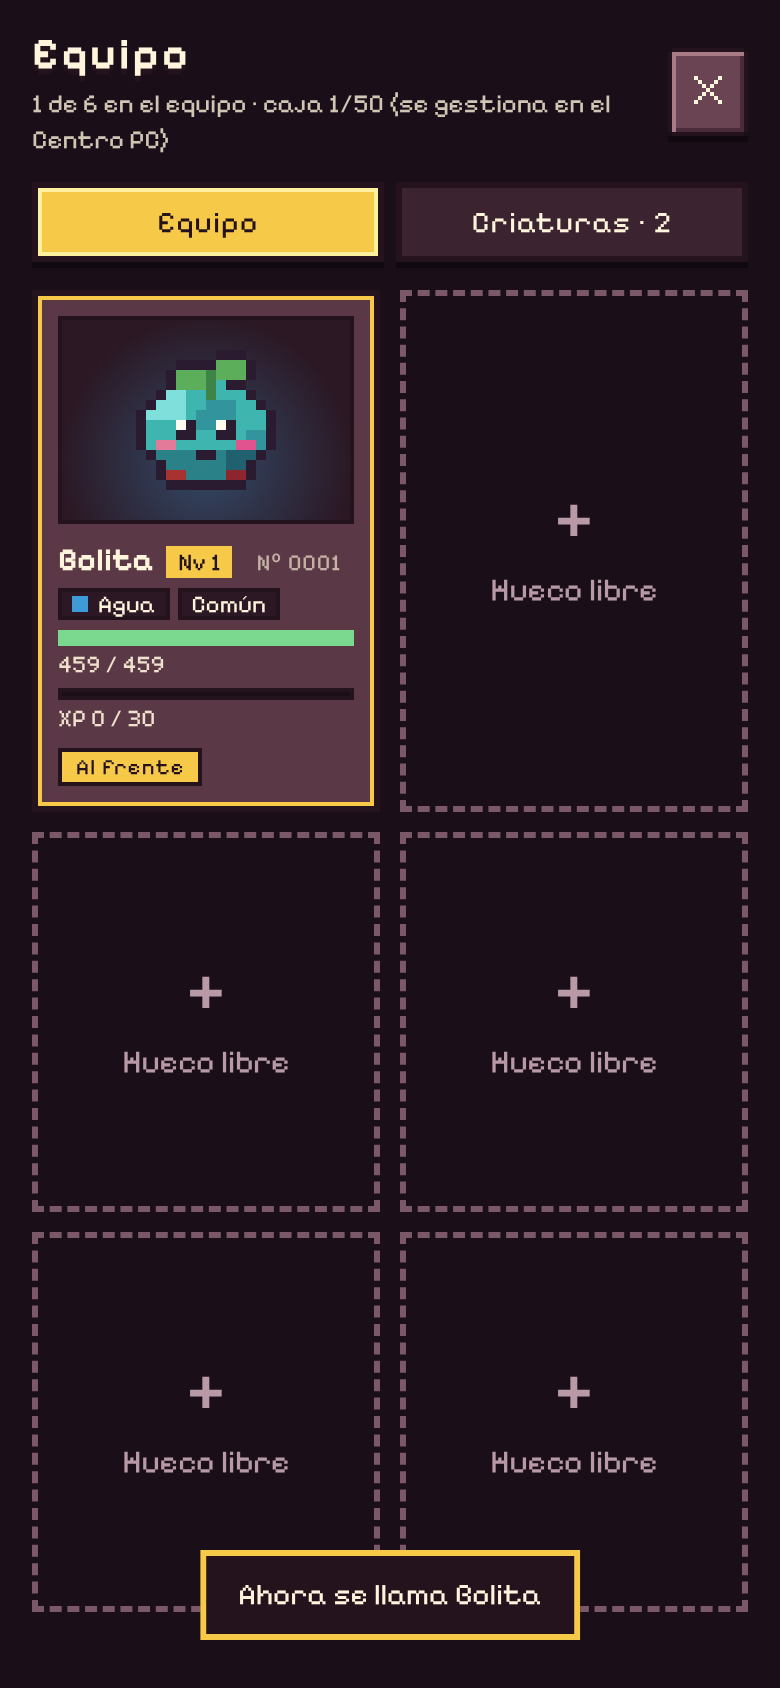 Equipo
1 de 6 en el equipo · caja 1/50 (se gestiona en el
Centro PC)
Equipo
Criaturas · 2
Bolita Nv 1 Nº 0001
Agua Común
459 / 459
XP 0 / 30
Al frente
+
Hueco libre
+
Hueco libre
+
Hueco libre
+
Hueco libre
+
Hueco libre
Ahora se llama Bolita